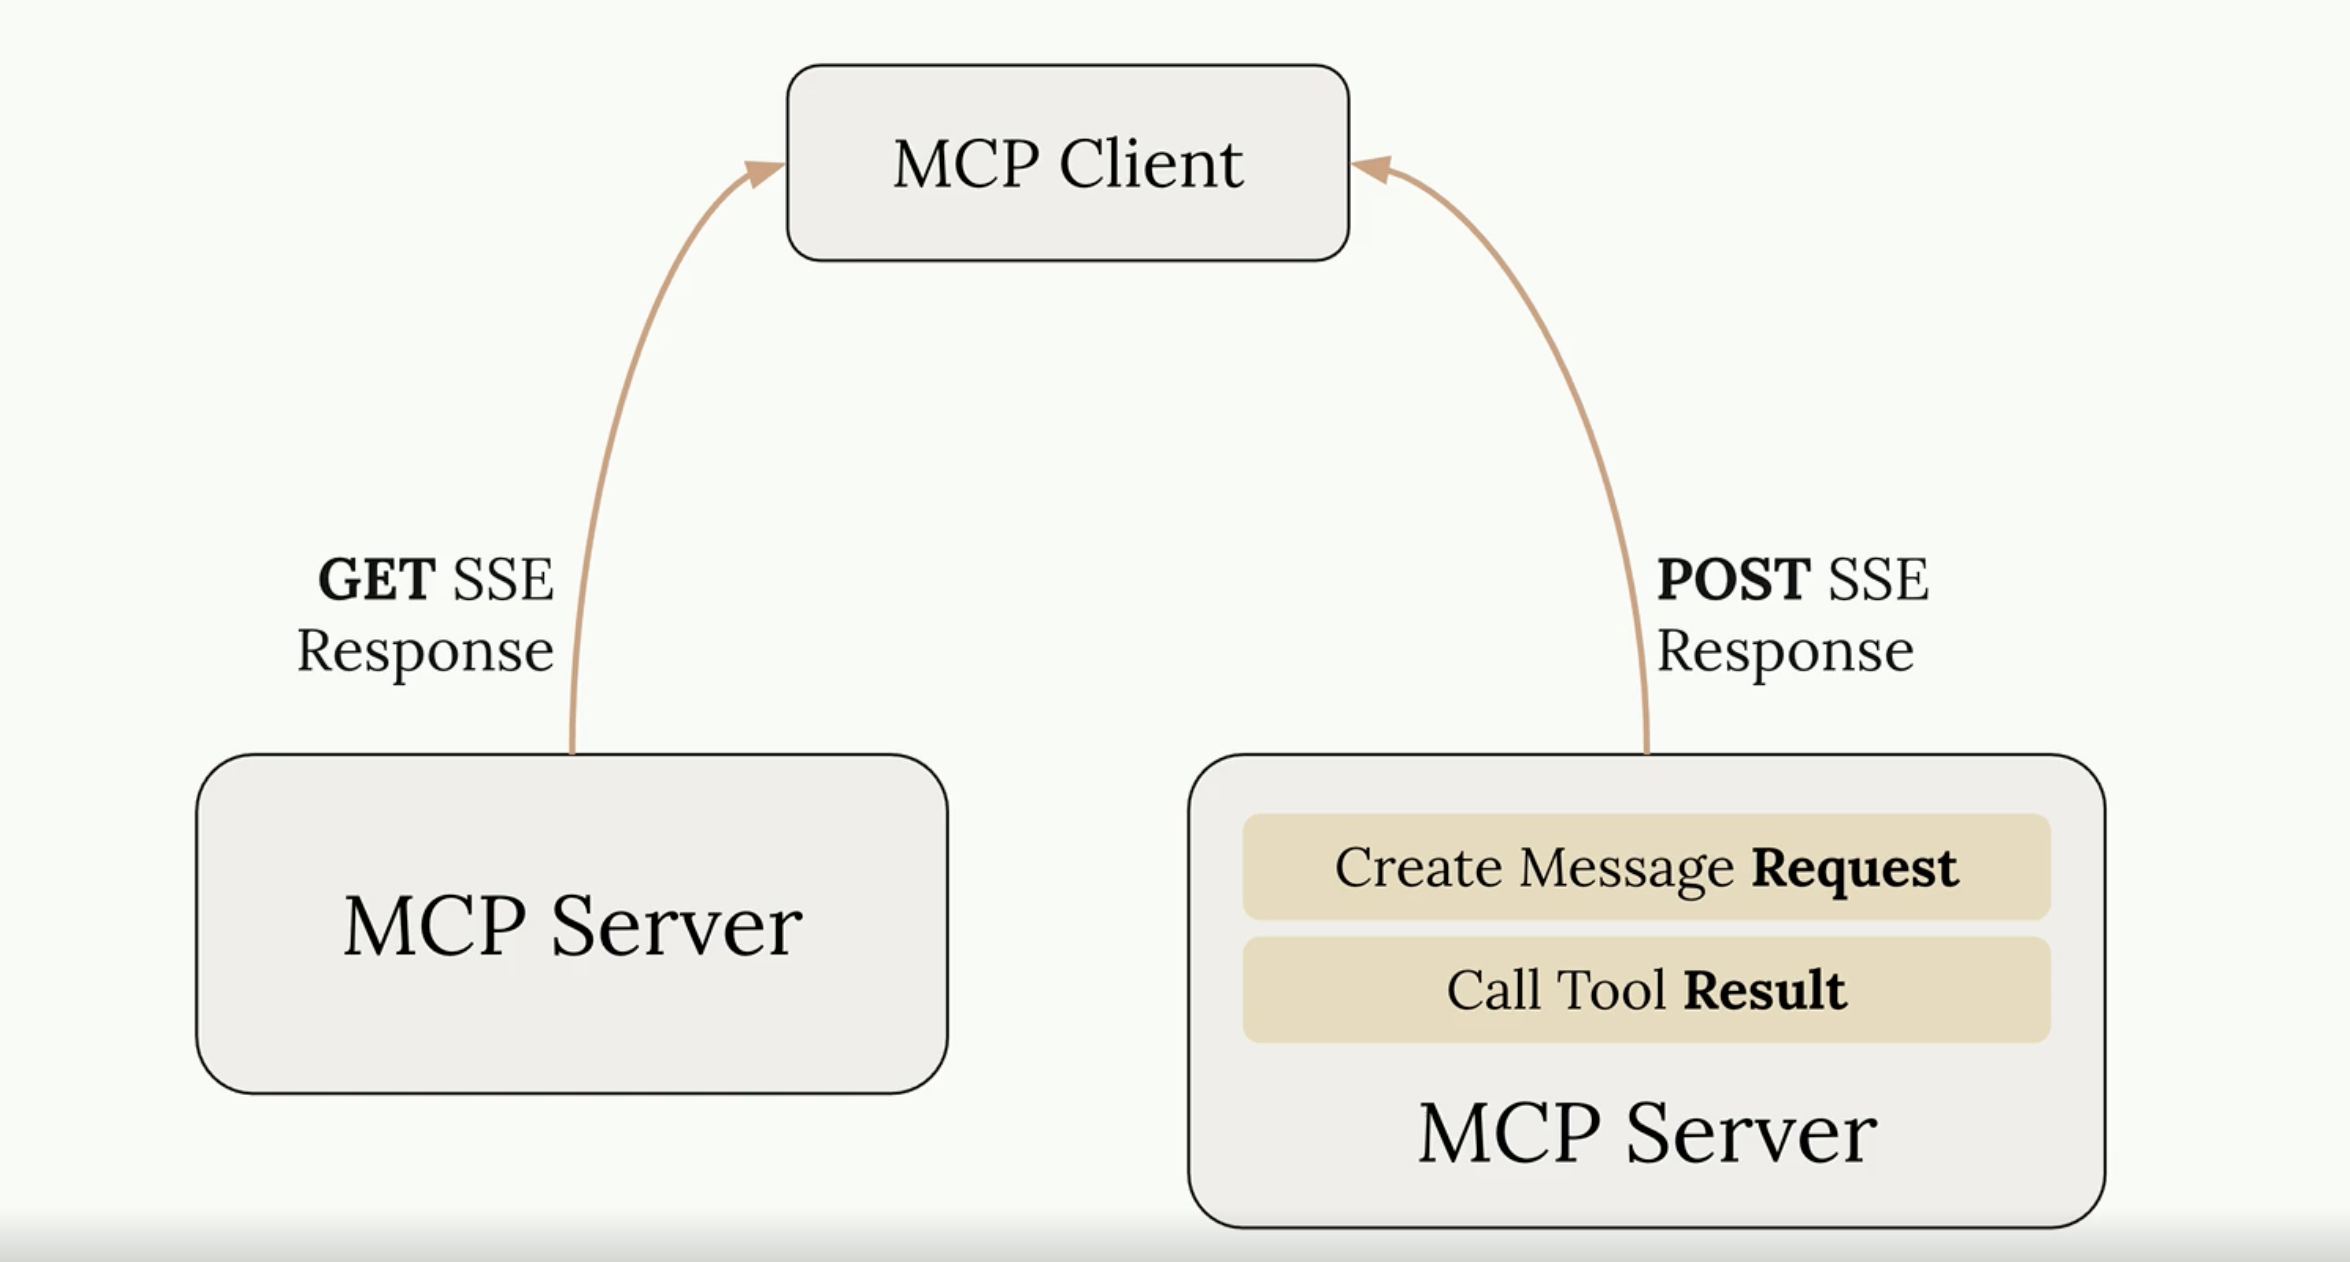 MCP Client
GET SSE
Response
POST SSE
Response
MCP Server
Create Message Request
Call Tool Result
MCP Server